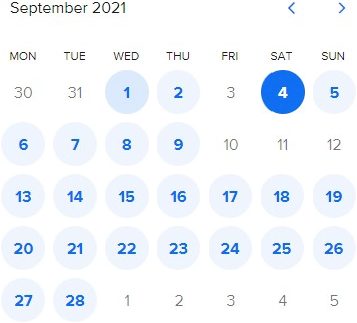 September 2021
MON TUE WED THU FRI SAT SUN
30 31 1 2 3 4 5
6 7 8 9 10 11 12
13 14 15 16 17 18 19
20 21 22 23 24 25 26
27 28 1 2 3 4 5